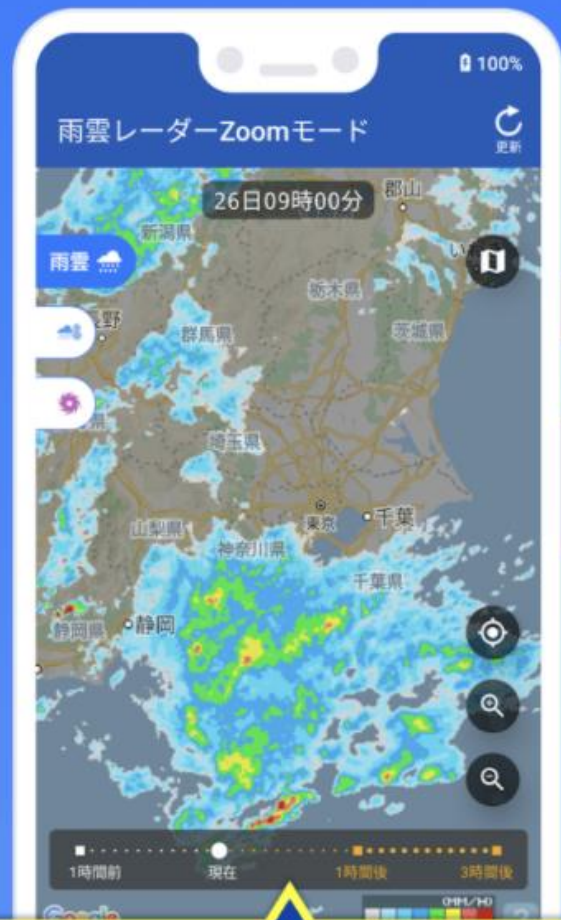 100%
雨雲レーダーZoomモード
更新
26日09時00分
郡山
新潟県
雨雲
栃木県
群馬県
茨城県
埼玉県
東京
千葉
山梨県
神奈川県
千葉県
静岡県
静岡
1時間前
現在
1時間後
3時間後
Google
(MM/H)